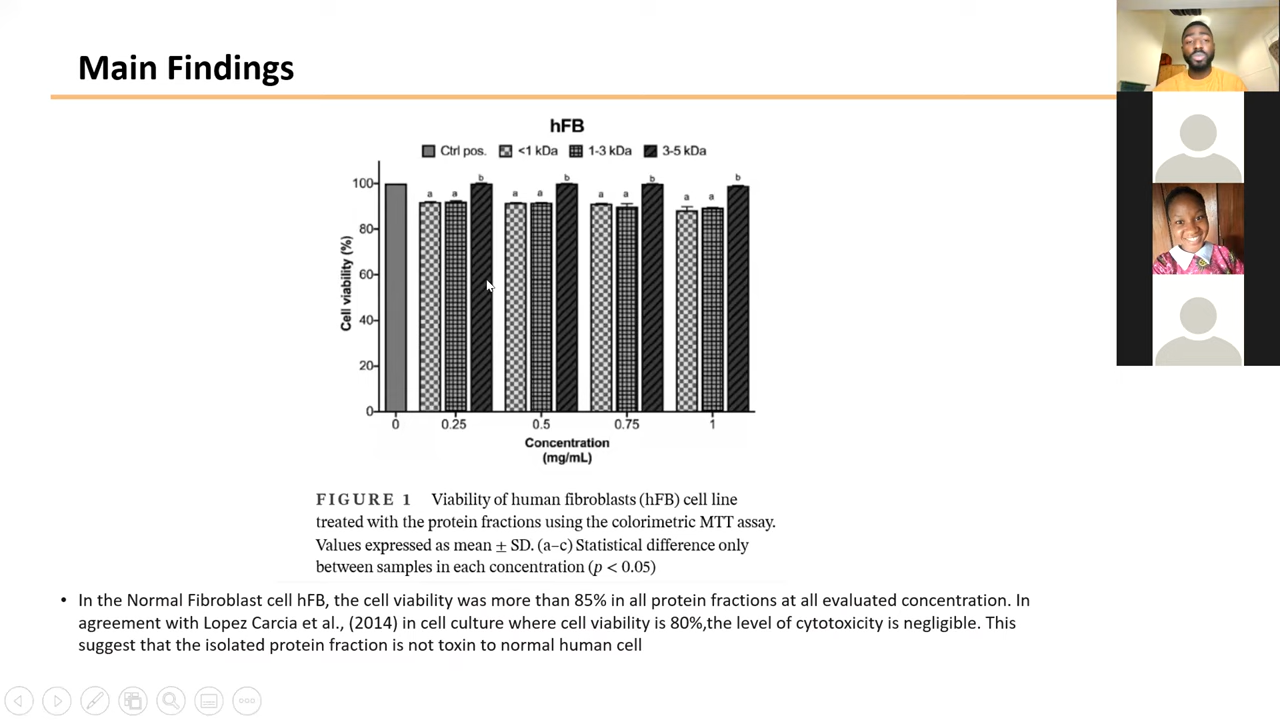 Main Findings
hFB
Ctrl pos. <1 kDa 1-3 kDa 3-5 kDa
100
80
60
40
20
0
Cell viability (%)
a a b a a b a a b a a b
0 0.25 0.5 0.75 1
Concentration
(mg/mL)
FIGURE 1 Viability of human fibroblasts (hFB) cell line
treated with the protein fractions using the colorimetric MTT assay.
Values expressed as mean ± SD. (a–c) Statistical difference only
between samples in each concentration (p < 0.05)
• In the Normal Fibroblast cell hFB, the cell viability was more than 85% in all protein fractions at all evaluated concentration. In
agreement with Lopez Carcia et al., (2014) in cell culture where cell viability is 80%,the level of cytotoxicity is negligible. This
suggest that the isolated protein fraction is not toxin to normal human cell